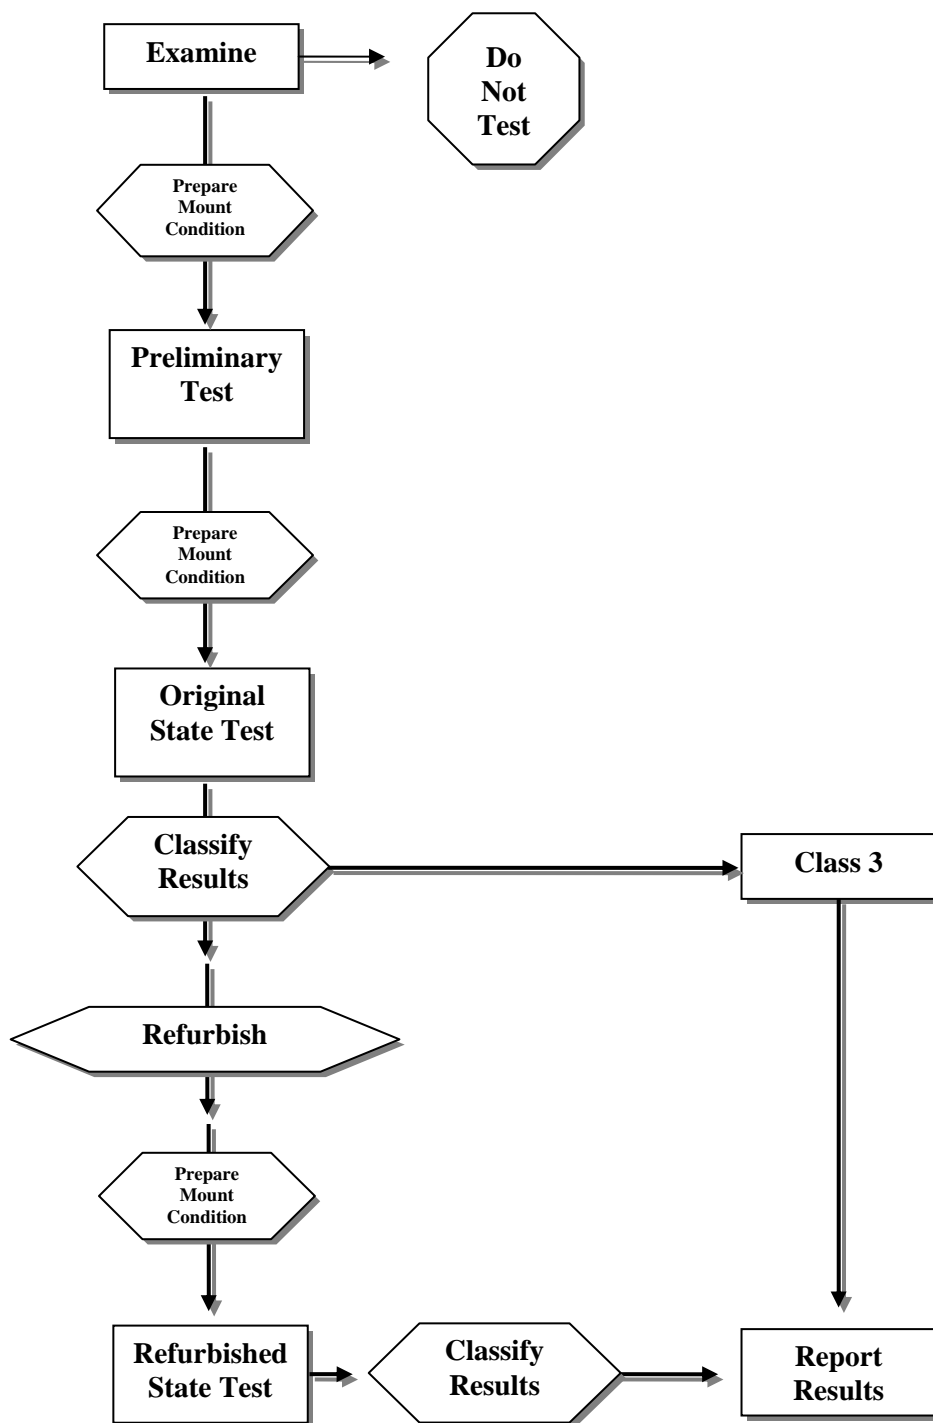 Examine
Do
Not
Test
Prepare
Mount
Condition
Preliminary
Test
Prepare
Mount
Condition
Original
State Test
Classify
Results
Class 3
Refurbish
Prepare
Mount
Condition
Refurbished
State Test
Classify
Results
Report
Results